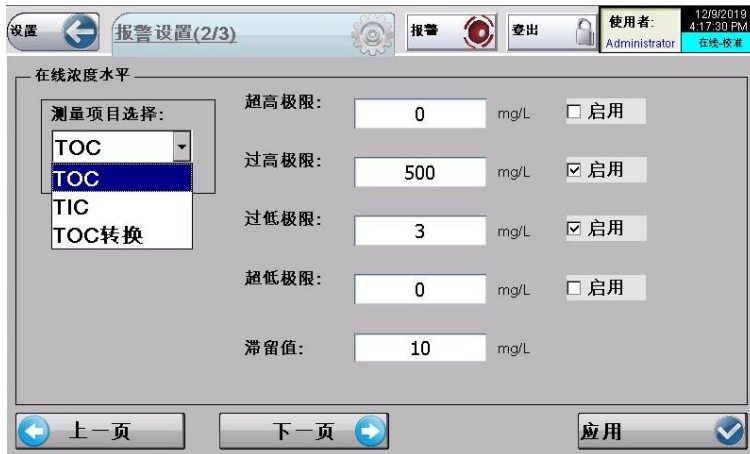 设置
报警设置(2/3)
报警
登出
使用者:
Administrator
12/9/2019
4:17:30 PM
在线-校准
在线浓度水平
测量项目选择:
TOC
TOC
TIC
TOC转换
超高极限: 0 mg/L 启用
过高极限: 500 mg/L 启用
过低极限: 3 mg/L 启用
超低极限: 0 mg/L 启用
滞留值: 10 mg/L
上一页
下一页
应用